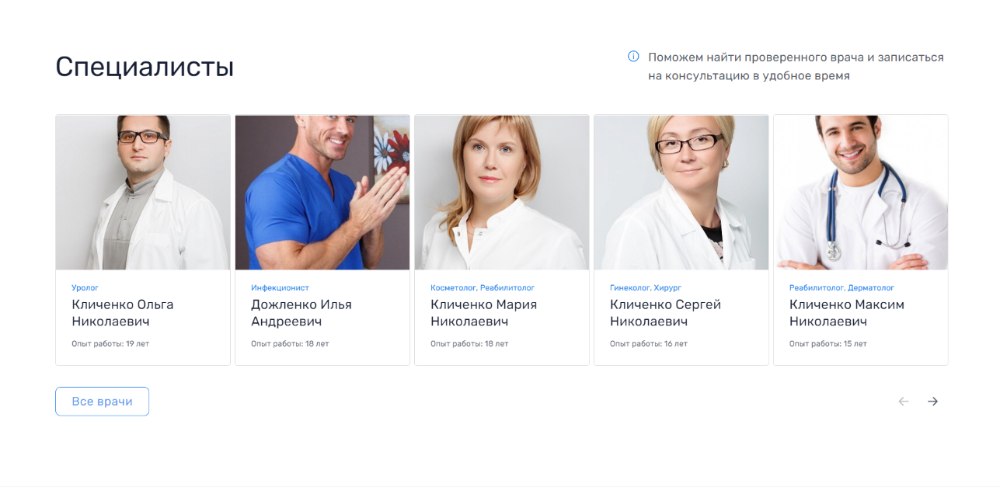 Специалисты
Поможем найти проверенного врача и записаться
на консультацию в удобное время
Уролог
Кличенко Ольга
Николаевич
Опыт работы: 19 лет
Инфекционист
Дожленко Илья
Андреевич
Опыт работы: 18 лет
Косметолог, Реабилитолог
Кличенко Мария
Николаевич
Опыт работы: 18 лет
Гинеколог, Хирург
Кличенко Сергей
Николаевич
Опыт работы: 16 лет
Реабилитолог, Дерматолог
Кличенко Максим
Николаевич
Опыт работы: 15 лет
Все врачи